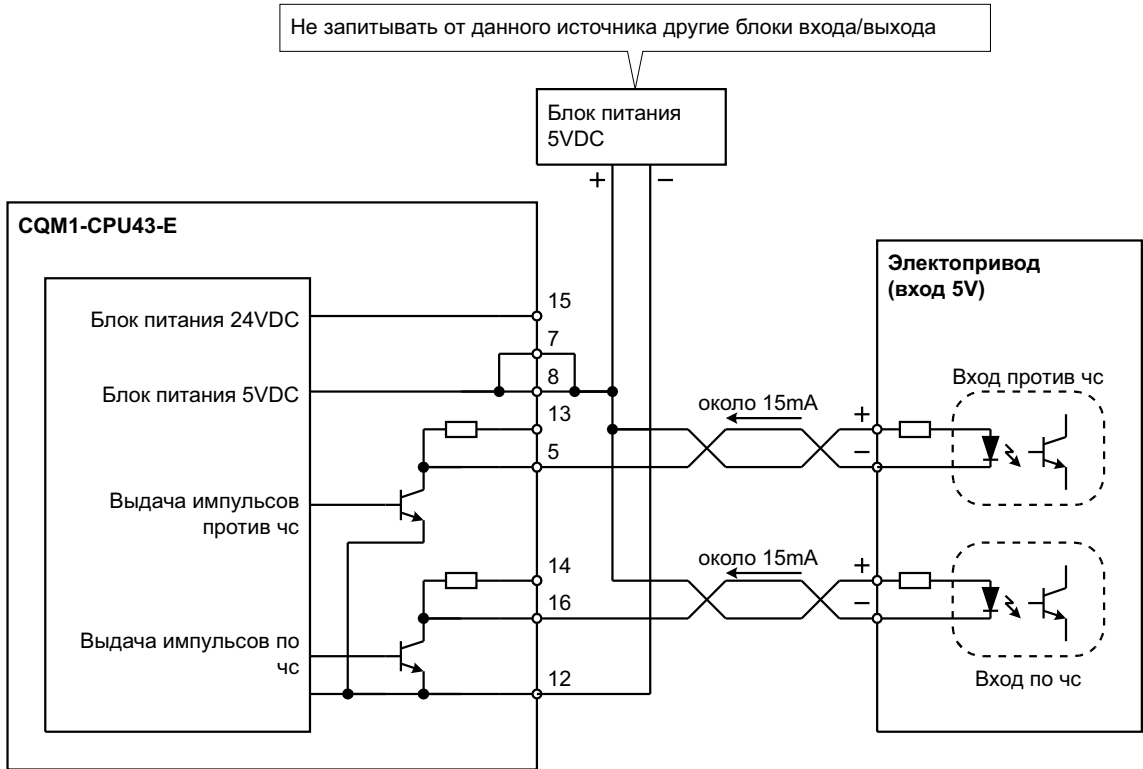 Не запитывать от данного источника другие блоки входа/выхода
Блок питания
5VDC
+
−
CQM1-CPU43-E
Электопривод
(вход 5V)
Блок питания 24VDC
15
7
Блок питания 5VDC
8
13
5
Выдача импульсов
против чс
14
16
Выдача импульсов по
чс
12
около 15mA
+
−
Вход против чс
около 15mA
+
−
Вход по чс